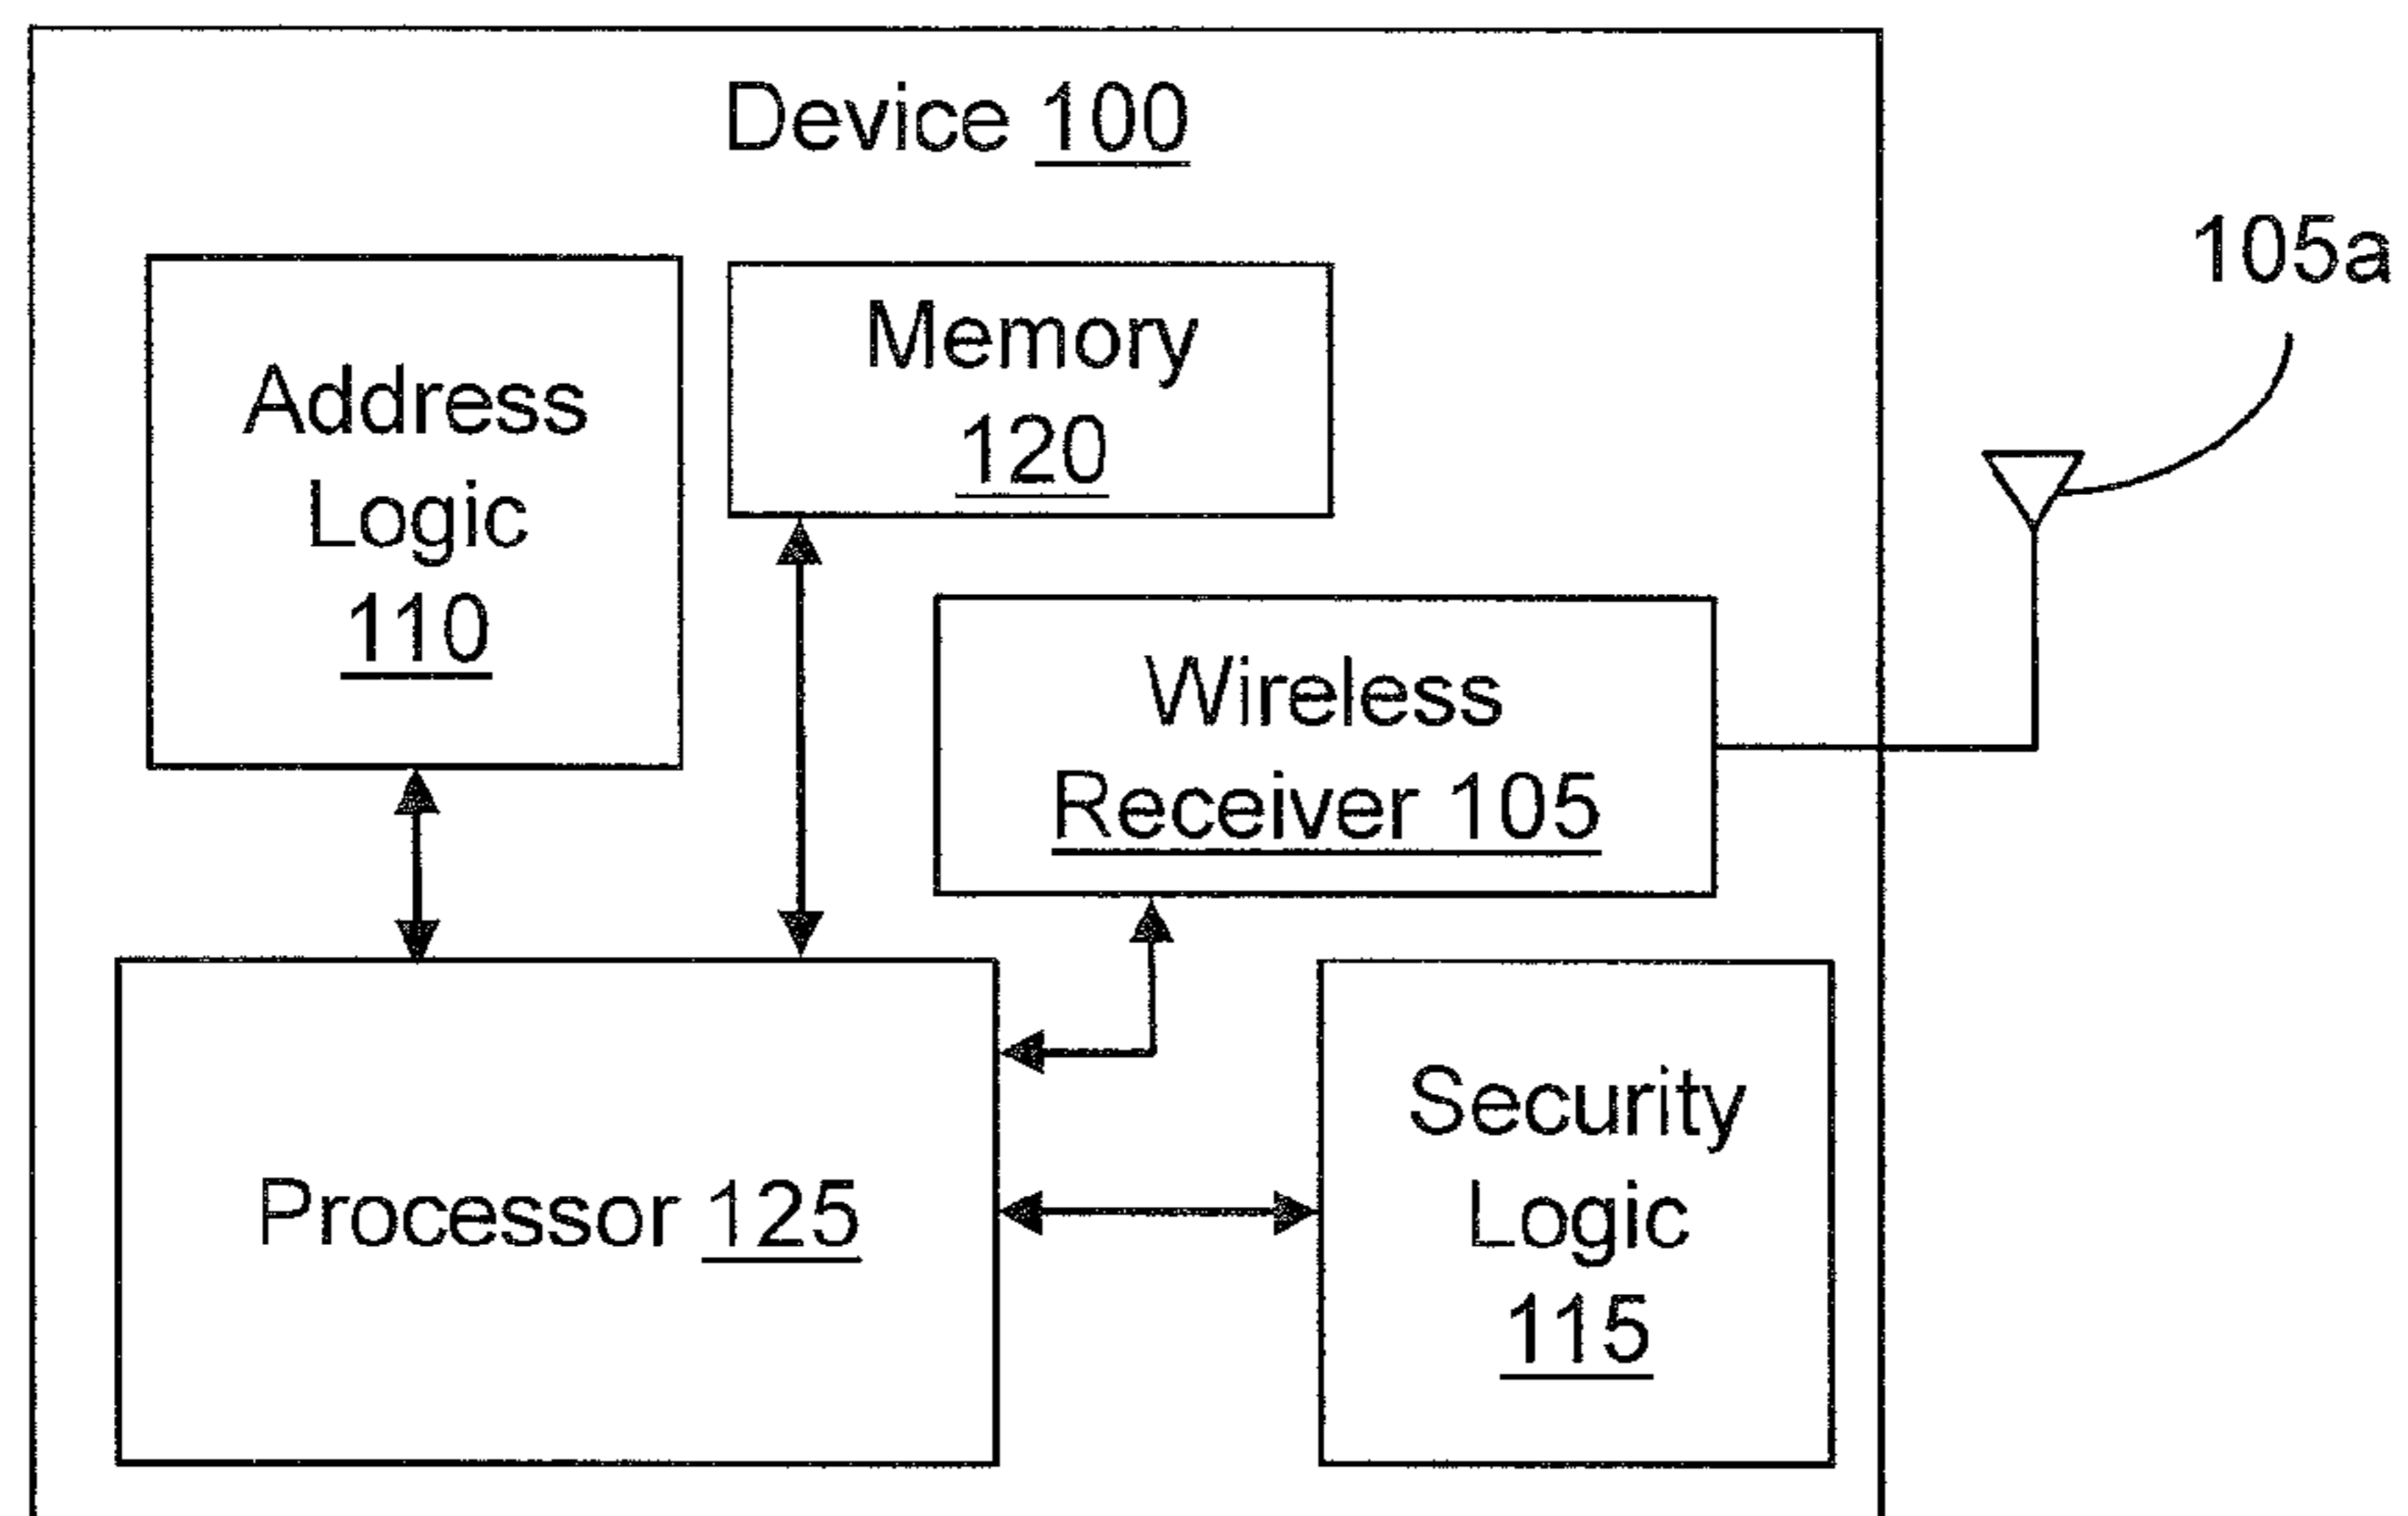 Device 100
105a
Address
Logic
110
Memory
120
Wireless
Receiver 105
Processor 125
Security
Logic
115